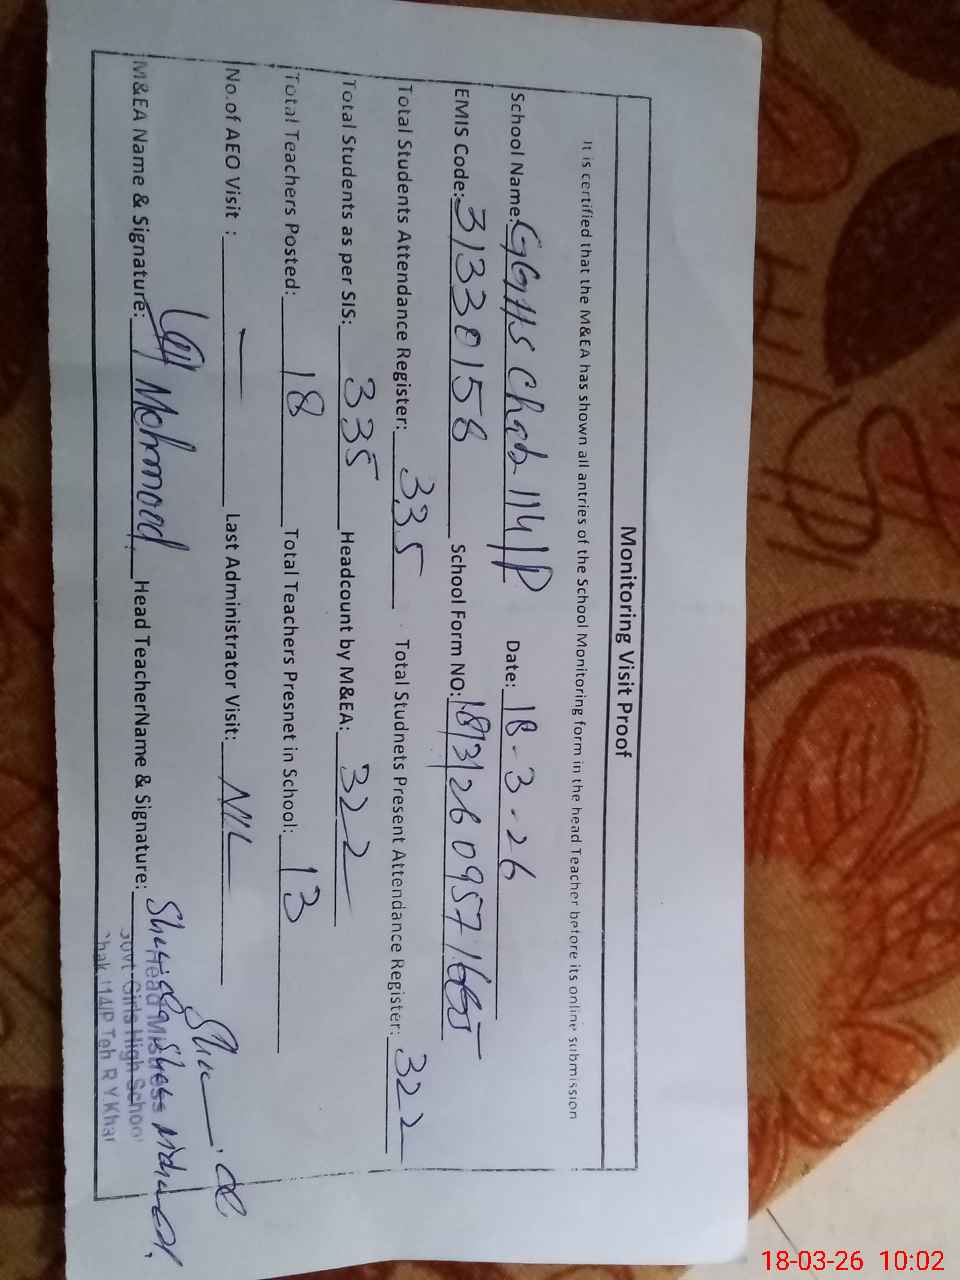 Monitoring Visit Proof
It is certified that the M&EA has shown all antries of the School Monitoring form in the head Teacher before its online submission
School Name: GGHS Chak 114/P Date: 18-3-26
EMIS Code: 31330158 School Form NO:
Total Students Attendance Register: 335 Total Studnets Present Attendance Register: 322
Total Students as per SIS: 335 Headcount by M&EA: 322
Total Teachers Posted: 18 Total Teachers Presnet in School: 13
No.of AEO Visit : — Last Administrator Visit: NIL
M&EA Name & Signature: Mehmood Head TeacherName & Signature:
Head Mistress
Govt Girls High School
Chak 114/P Teh R.Y.Khan
18-03-26 10:02